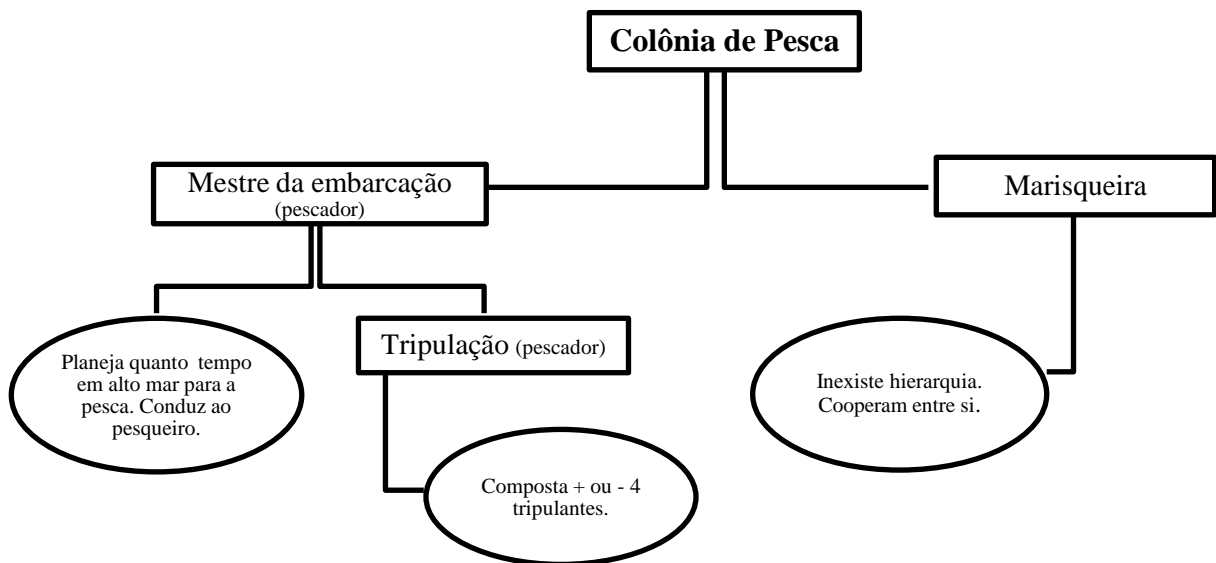 Colônia de Pesca
Mestre da embarcação
(pescador)
Marisqueira
Planeja quanto tempo
em alto mar para a
pesca. Conduz ao
pesqueiro.
Tripulação (pescador)
Inexiste hierarquia.
Cooperam entre si.
Composta + ou - 4
tripulantes.